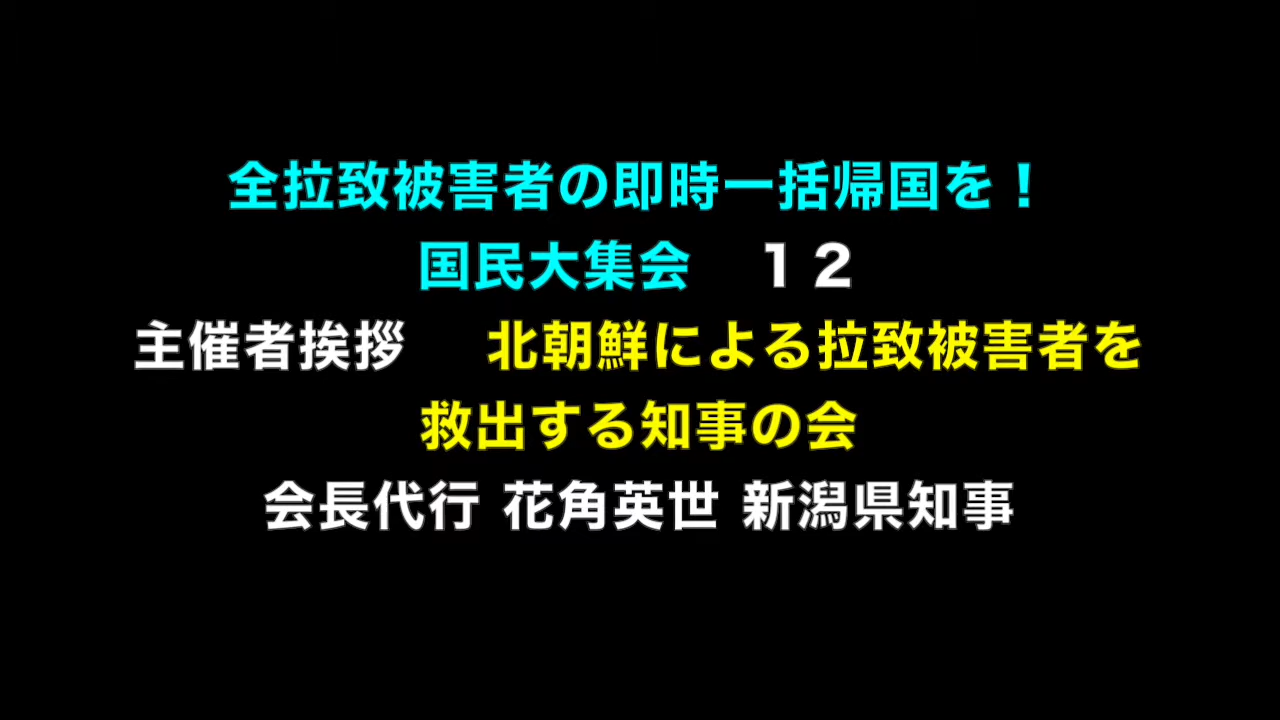 全拉致被害者の即時一括帰国を！
国民大集会　１２
主催者挨拶　北朝鮮による拉致被害者を
救出する知事の会
会長代行 花角英世 新潟県知事